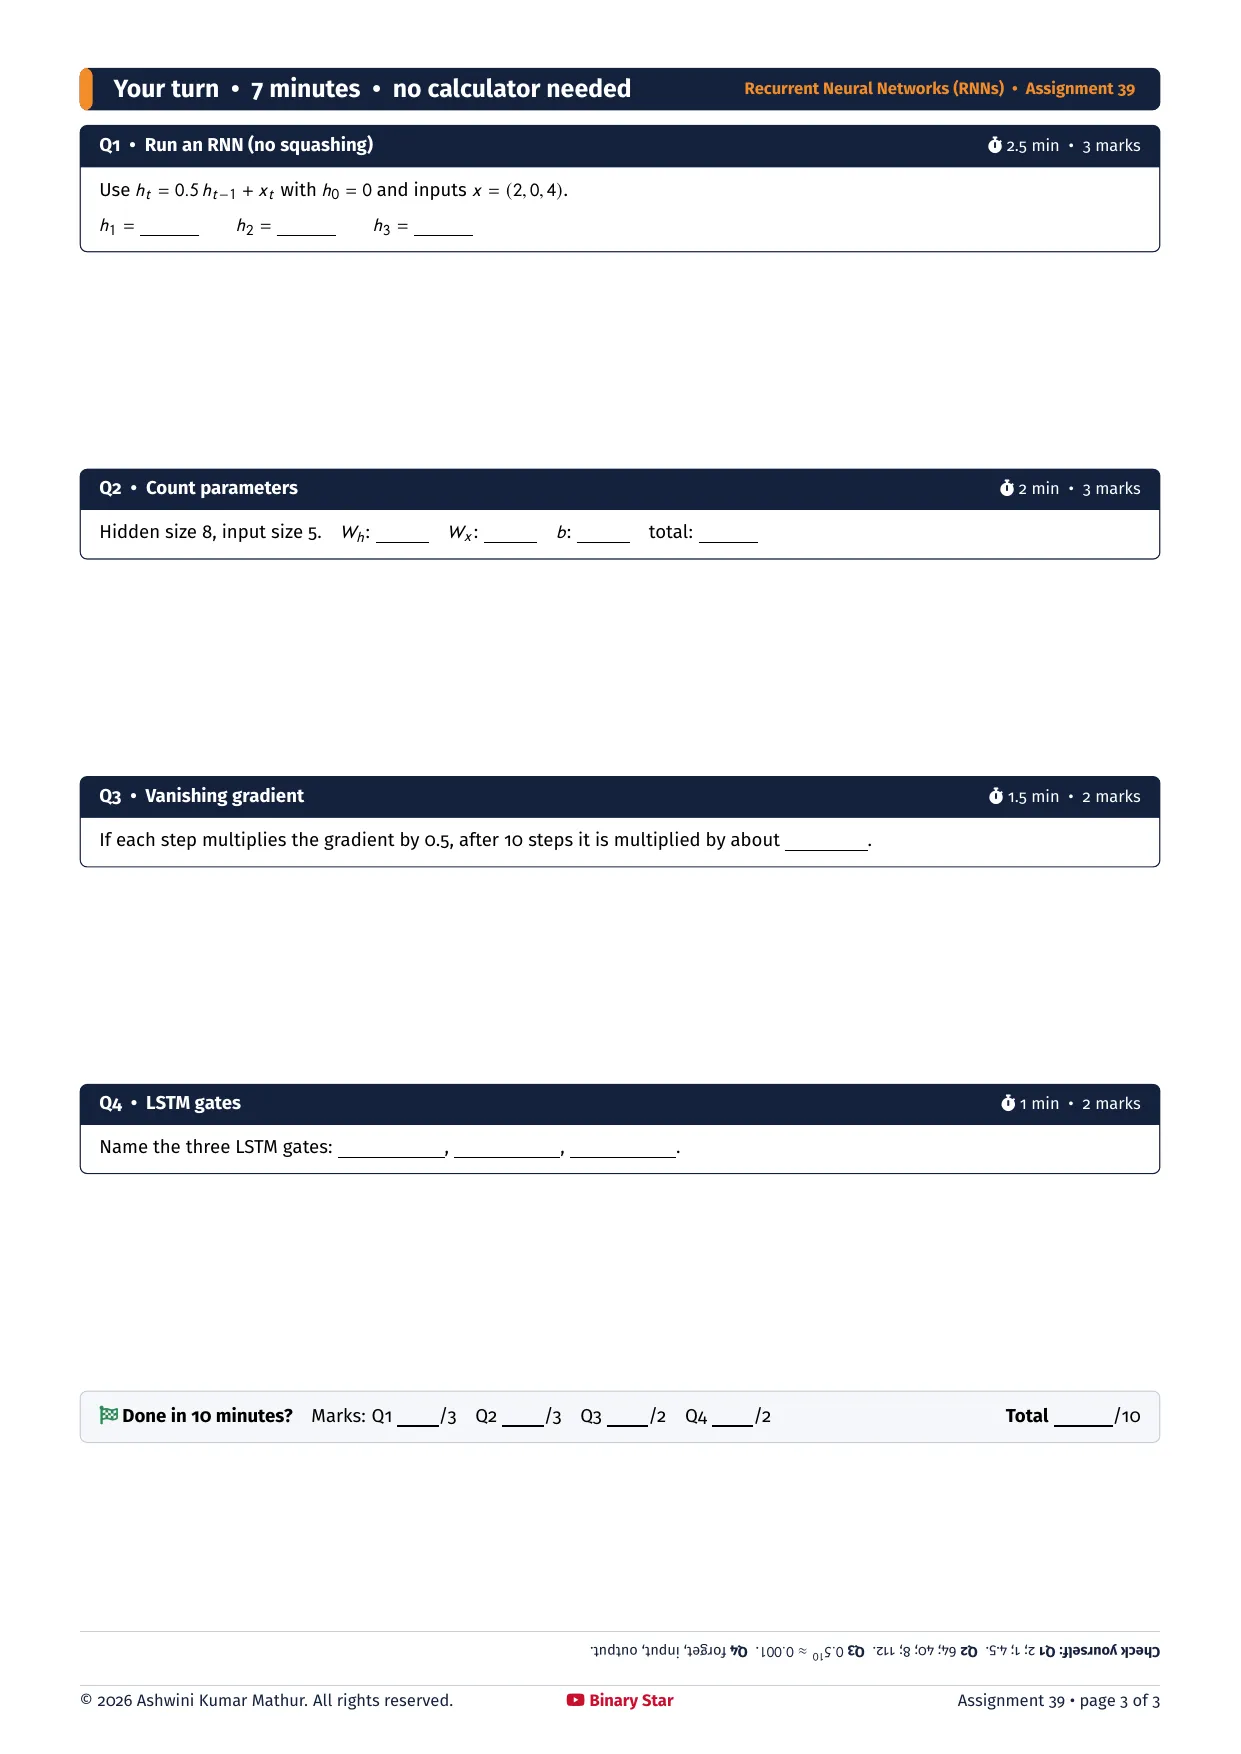 Your turn • 7 minutes • no calculator needed Recurrent Neural Networks (RNNs) • Assignment 39
Q1 • Run an RNN (no squashing) 2.5 min • 3 marks
Use h_t = 0.5 h_{t−1} + x_t with h_0 = 0 and inputs x = (2, 0, 4).
h_1 = ______ h_2 = ______ h_3 = ______
Q2 • Count parameters 2 min • 3 marks
Hidden size 8, input size 5. W_h: ______ W_x: ______ b: ______ total: ______
Q3 • Vanishing gradient 1.5 min • 2 marks
If each step multiplies the gradient by 0.5, after 10 steps it is multiplied by about ________.
Q4 • LSTM gates 1 min • 2 marks
Name the three LSTM gates: __________, __________, __________.
Done in 10 minutes? Marks: Q1 ____/3 Q2 ____/3 Q3 ____/2 Q4 ____/2 Total ______/10
Check yourself: Q1 2; 1; 4.5. Q2 64; 40; 8; 112. Q3 0.5^{10} ≈ 0.001. Q4 forget, input, output.
© 2026 Ashwini Kumar Mathur. All rights reserved. Binary Star Assignment 39 • page 3 of 3